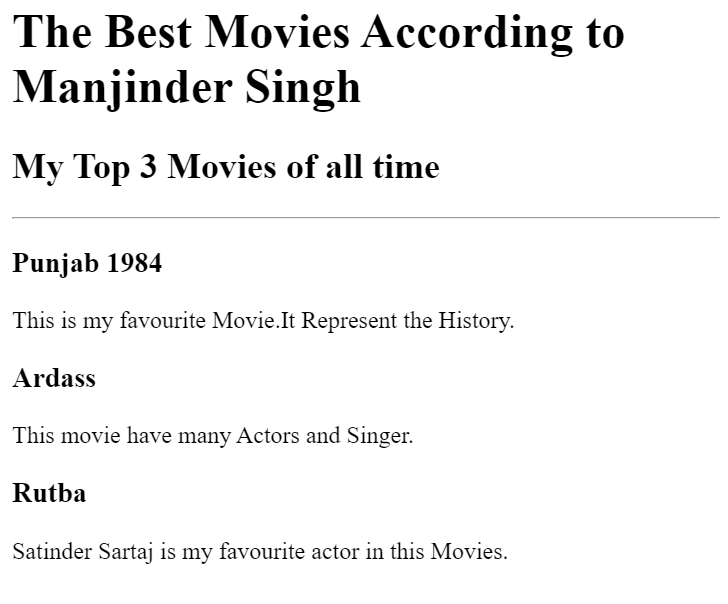 The Best Movies According to
Manjinder Singh
My Top 3 Movies of all time
Punjab 1984
This is my favourite Movie.It Represent the History.
Ardass
This movie have many Actors and Singer.
Rutba
Satinder Sartaj is my favourite actor in this Movies.